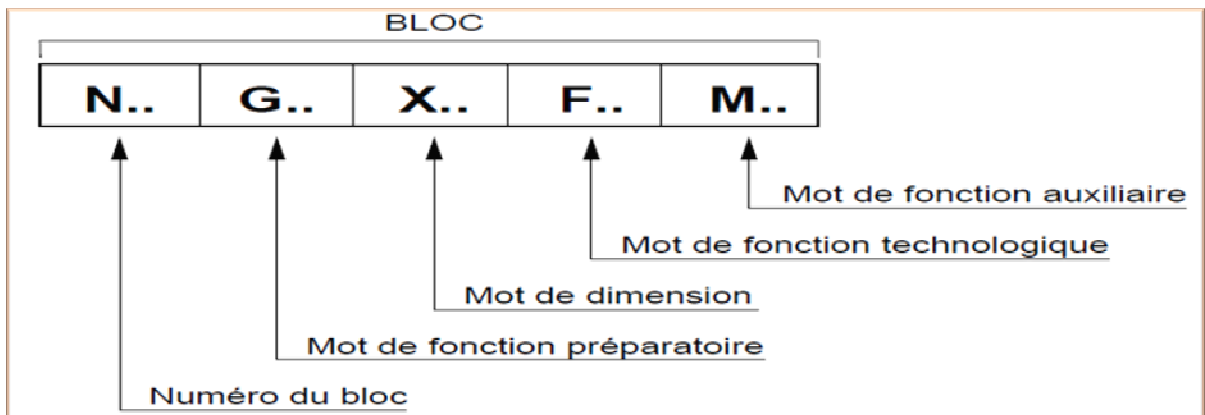 BLOC
N.. G.. X.. F.. M..
Mot de fonction auxiliaire
Mot de fonction technologique
Mot de dimension
Mot de fonction préparatoire
Numéro du bloc